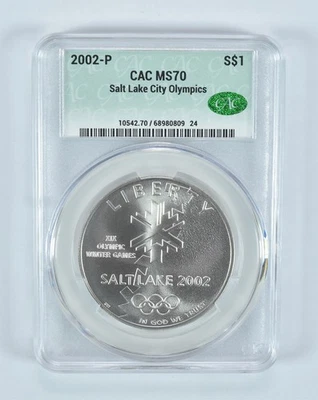 2002-P S$1
CAC MS70
Salt Lake City Olympics
CAC
10542.70 / 68980809 24
LIBERTY
XIX
OLYMPIC
WINTER GAMES
SALT LAKE 2002
IN GOD WE TRUST